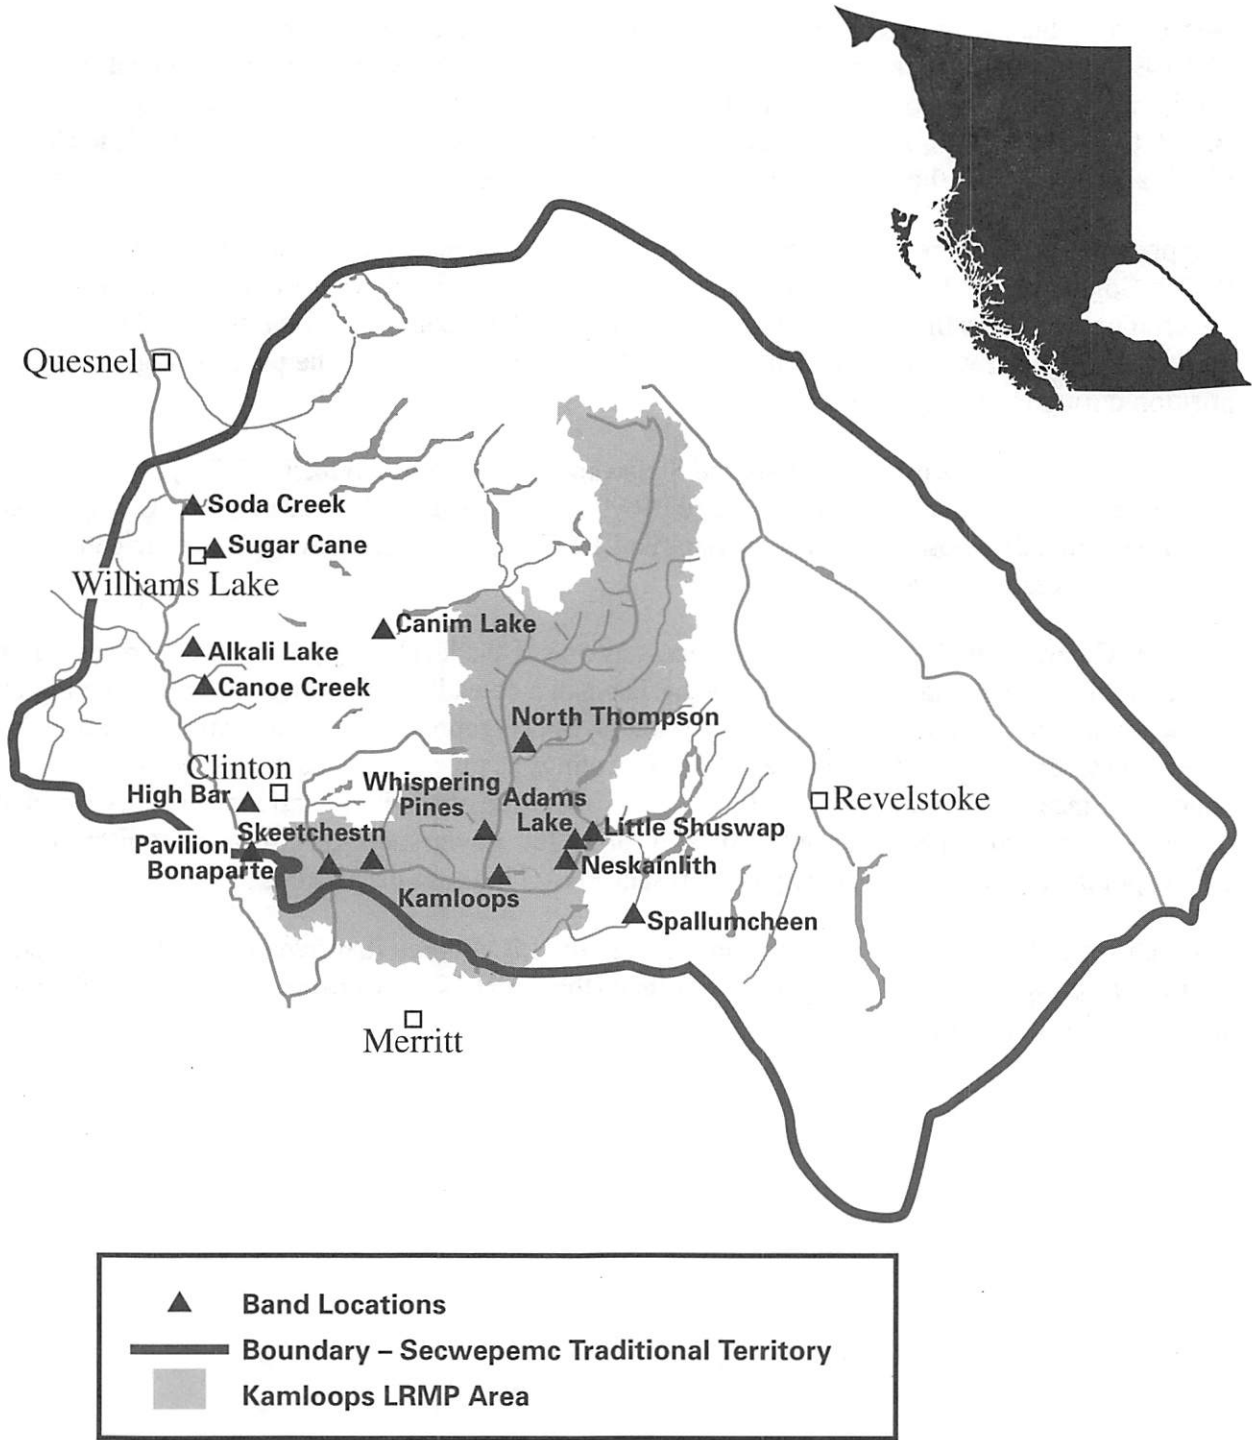 Quesnel
Soda Creek
Sugar Cane
Williams Lake
Canim Lake
Alkali Lake
Canoe Creek
North Thompson
Clinton
High Bar
Whispering
Pines
Adams
Lake
Revelstoke
Skeetchestn
Little Shuswap
Pavilion
Bonaparte
Neskainlith
Kamloops
Spallumcheen
Merritt
Band Locations
Boundary – Secwepemc Traditional Territory
Kamloops LRMP Area